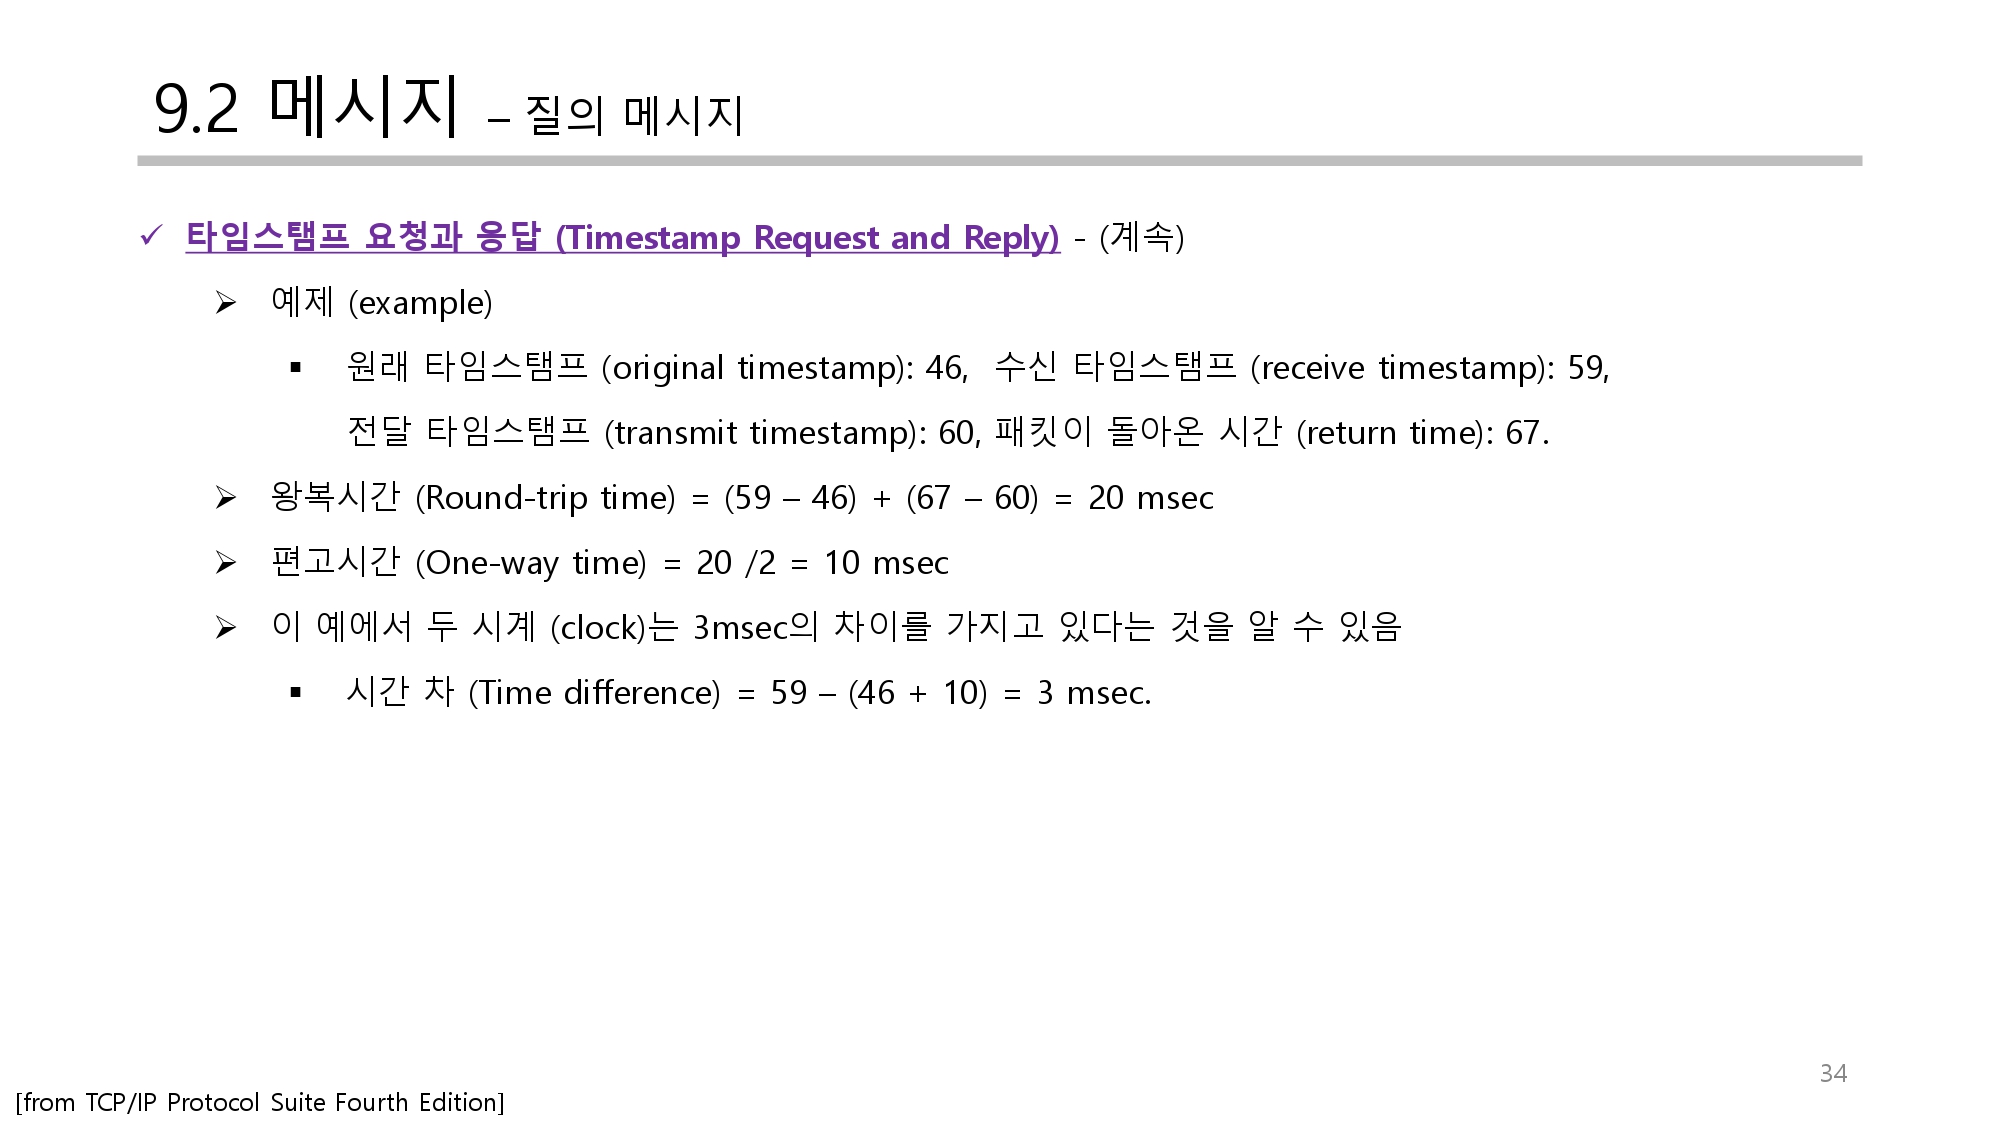 9.2 메시지 – 질의 메시지
✓ 타임스탬프 요청과 응답 (Timestamp Request and Reply) - (계속)
➢ 예제 (example)
▪ 원래 타임스탬프 (original timestamp): 46, 수신 타임스탬프 (receive timestamp): 59,
전달 타임스탬프 (transmit timestamp): 60, 패킷이 돌아온 시간 (return time): 67.
➢ 왕복시간 (Round-trip time) = (59 – 46) + (67 – 60) = 20 msec
➢ 편고시간 (One-way time) = 20 /2 = 10 msec
➢ 이 예에서 두 시계 (clock)는 3msec의 차이를 가지고 있다는 것을 알 수 있음
▪ 시간 차 (Time difference) = 59 – (46 + 10) = 3 msec.
34
[from TCP/IP Protocol Suite Fourth Edition]